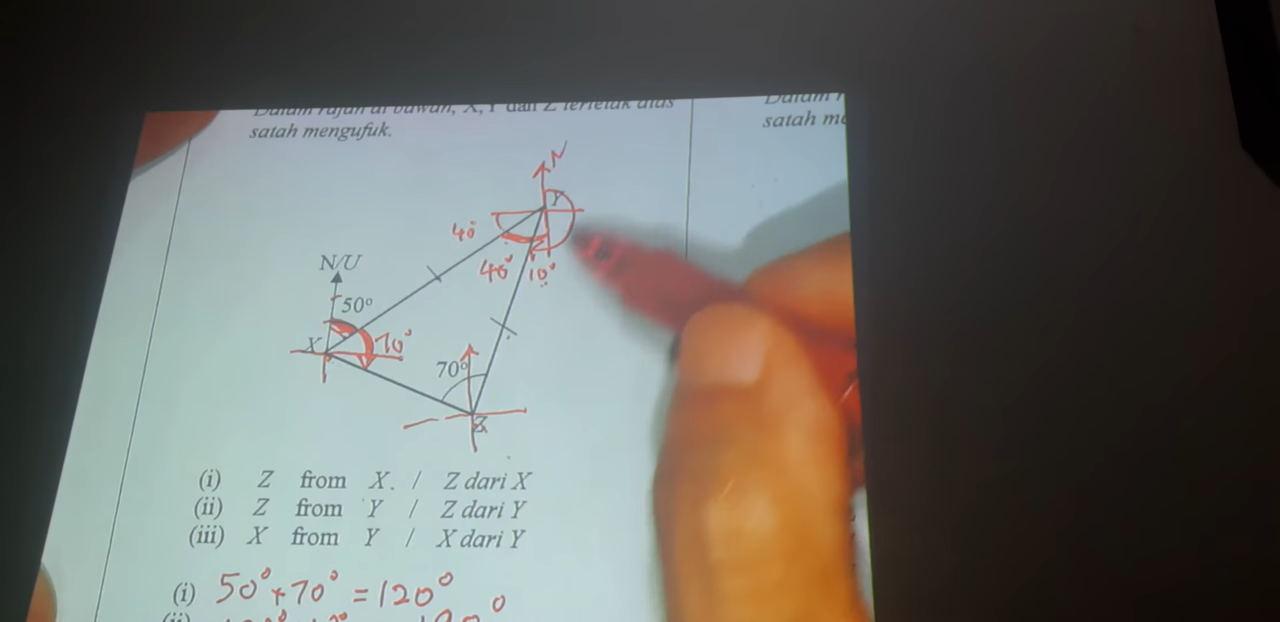 satah mengufuk.
N
Y
40°
40° 10°
N/U
50°
X 70°
70°
Z
(i) Z from X. / Z dari X
(ii) Z from Y / Z dari Y
(iii) X from Y / X dari Y
(i) 50° + 70° = 120°
Dalam
satah